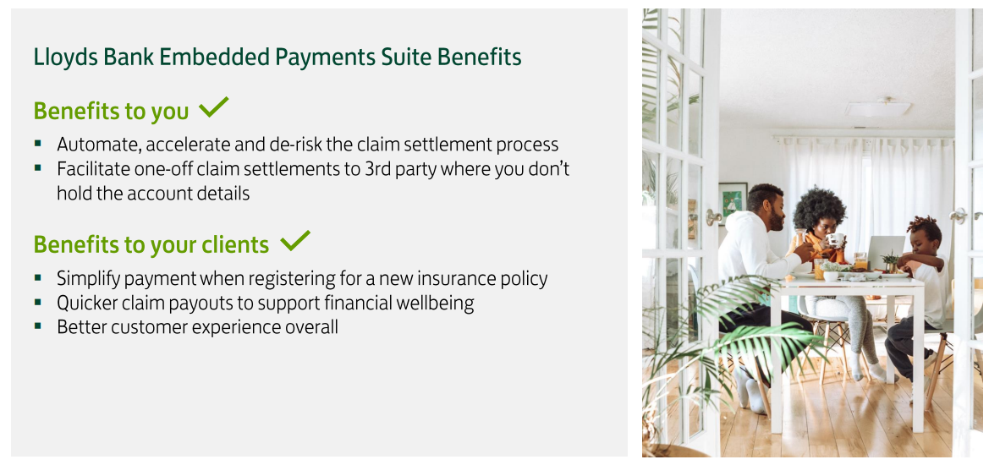 Lloyds Bank Embedded Payments Suite Benefits
Benefits to you
Automate, accelerate and de-risk the claim settlement process
Facilitate one-off claim settlements to 3rd party where you don’t
hold the account details
Benefits to your clients
Simplify payment when registering for a new insurance policy
Quicker claim payouts to support financial wellbeing
Better customer experience overall